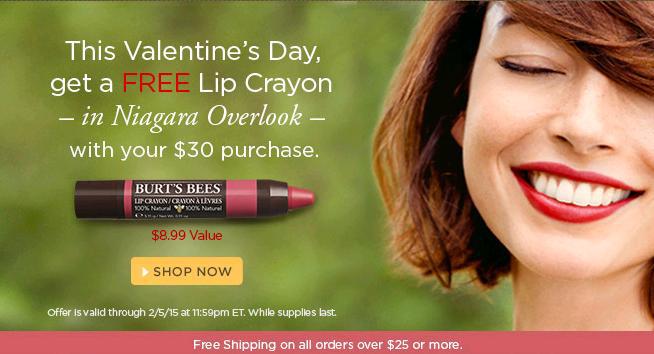 This Valentine's Day,
get a FREE Lip Crayon
– in Niagara Overlook –
with your $30 purchase.
BURT'S BEES
LIP CRAYON / CRAYON À LÈVRES
100% Natural 100% Naturel
$8.99 Value
SHOP NOW
Offer is valid through 2/5/15 at 11:59pm ET. While supplies last.
Free Shipping on all orders over $25 or more.